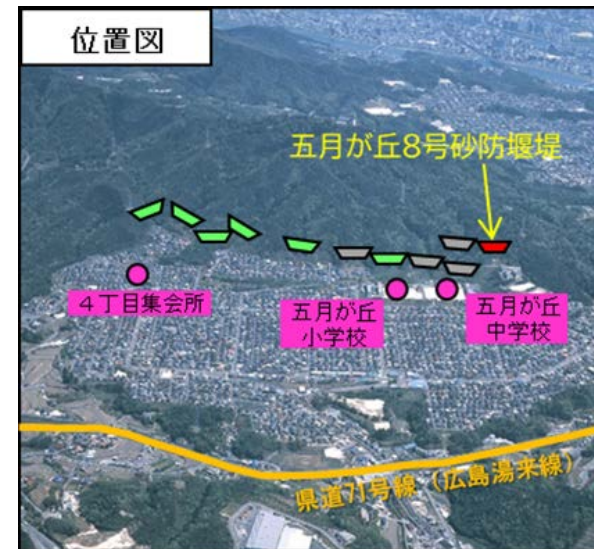 位置図
五月が丘8号砂防堰堤
4丁目集会所
五月が丘
小学校
五月が丘
中学校
県道71号線（広島湯来線）